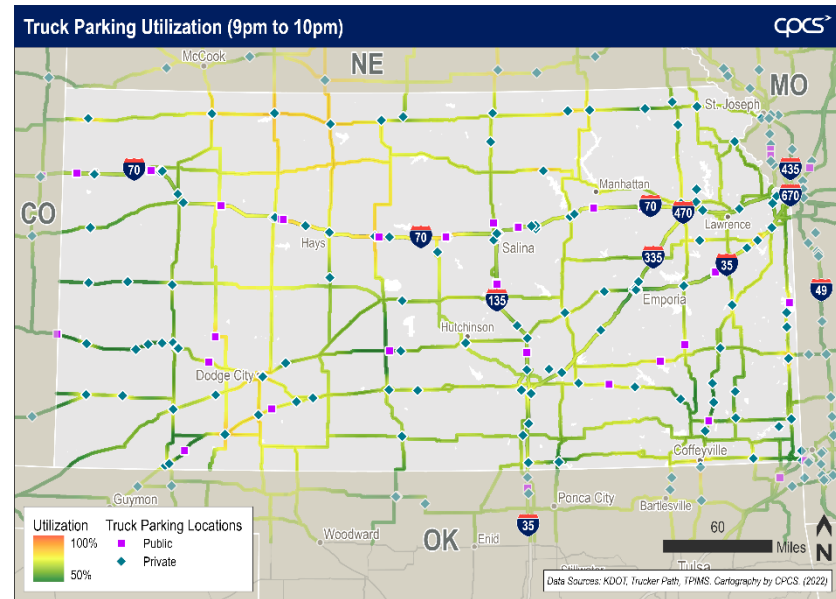 Truck Parking Utilization (9pm to 10pm)
cpcs
McCook
NE
MO
St. Joseph
70
435
Manhattan
670
CO
70
470
Hays
70
Lawrence
Salina
335
35
135
49
Emporia
Hutchinson
Dodge City
Coffeyville
Guymon
Ponca City
Bartlesville
35
60
Woodward
OK
Enid
Miles
N
Stillwater
Tulsa
Utilization
100%
50%
Truck Parking Locations
Public
Private
Data Sources: KDOT, Trucker Path, TPIMS. Cartography by CPCS. (2022)